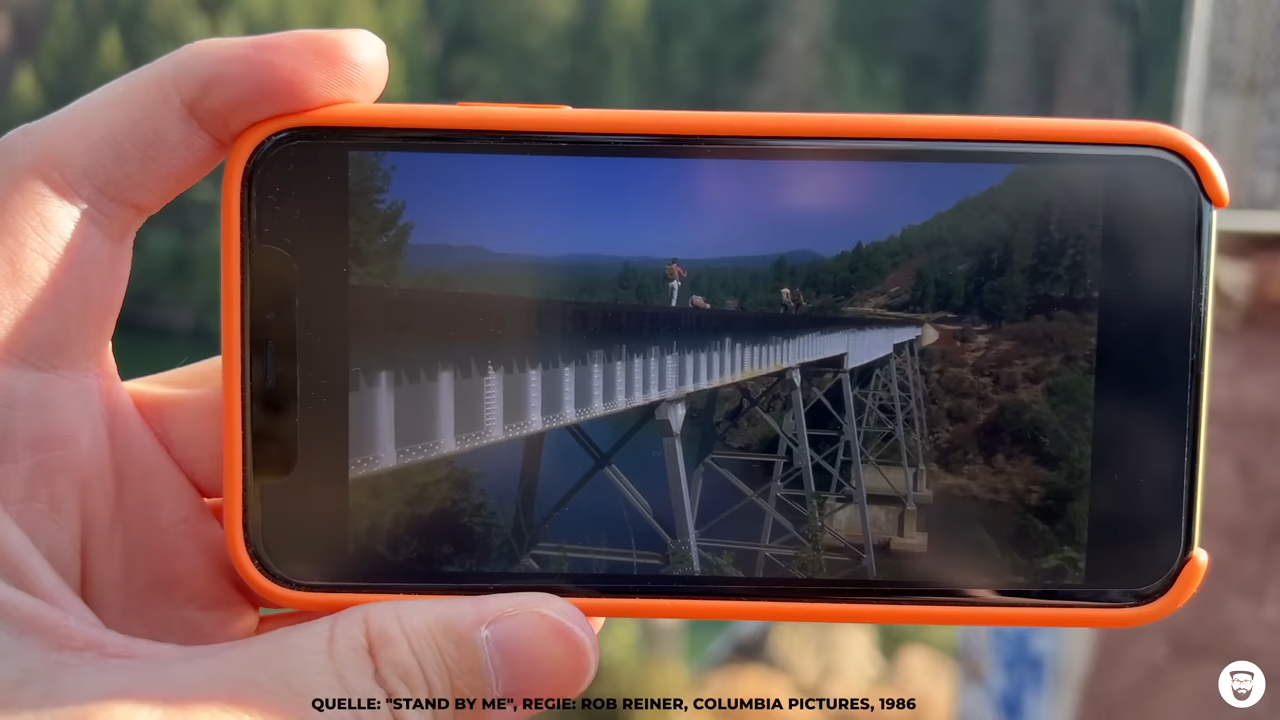 QUELLE: "STAND BY ME", REGIE: ROB REINER, COLUMBIA PICTURES, 1986